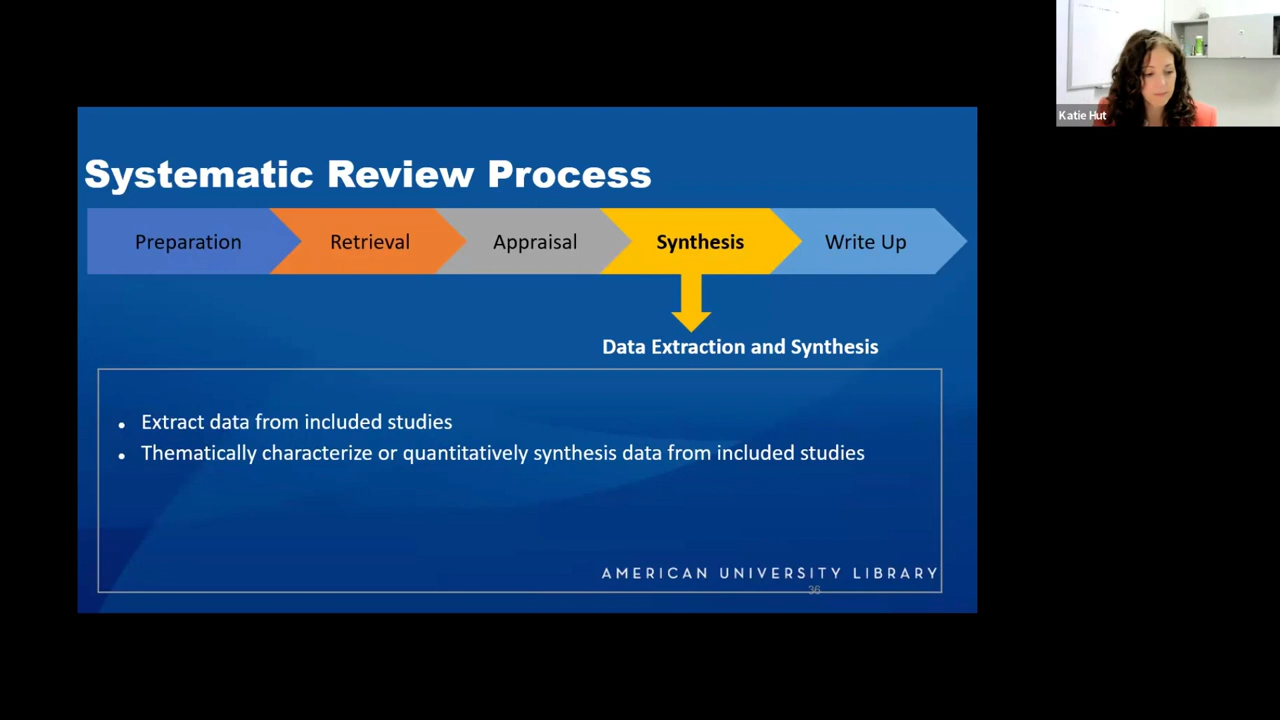 Systematic Review Process
Preparation
Retrieval
Appraisal
Synthesis
Write Up
Data Extraction and Synthesis
• Extract data from included studies
• Thematically characterize or quantitatively synthesis data from included studies
AMERICAN UNIVERSITY LIBRARY
36
Katie Hut